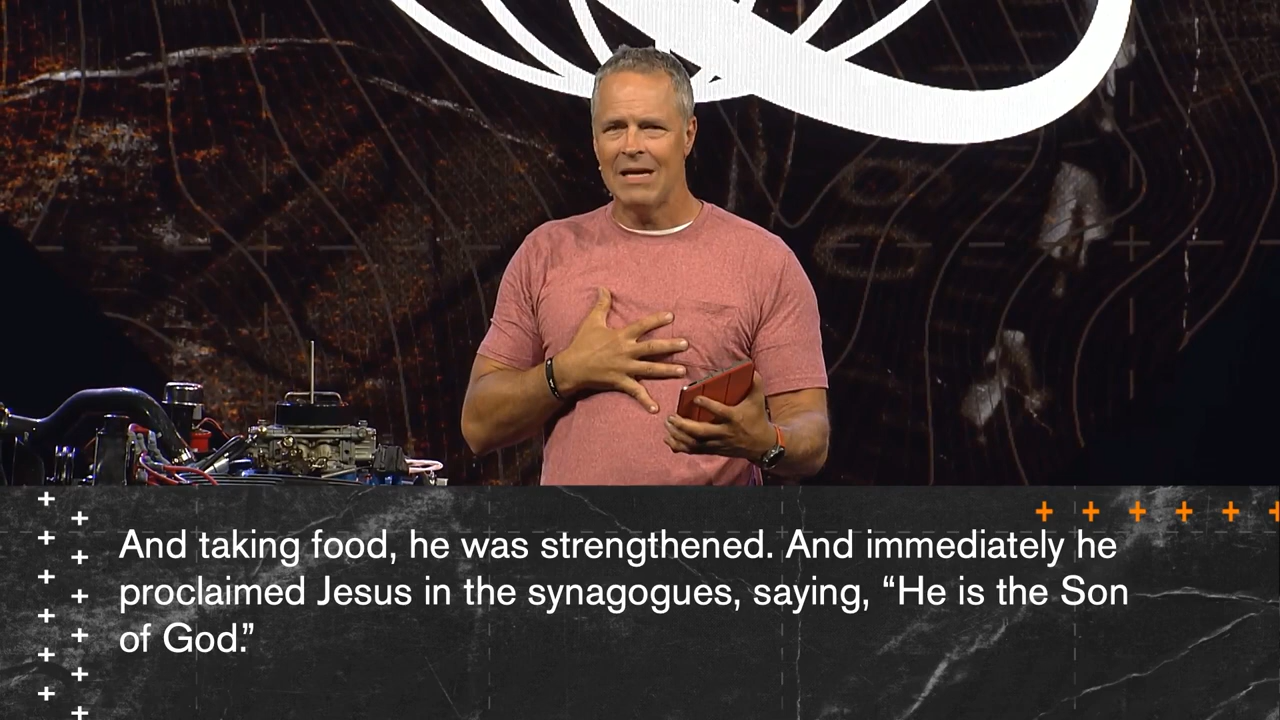 And taking food, he was strengthened. And immediately he
proclaimed Jesus in the synagogues, saying, “He is the Son
of God.”